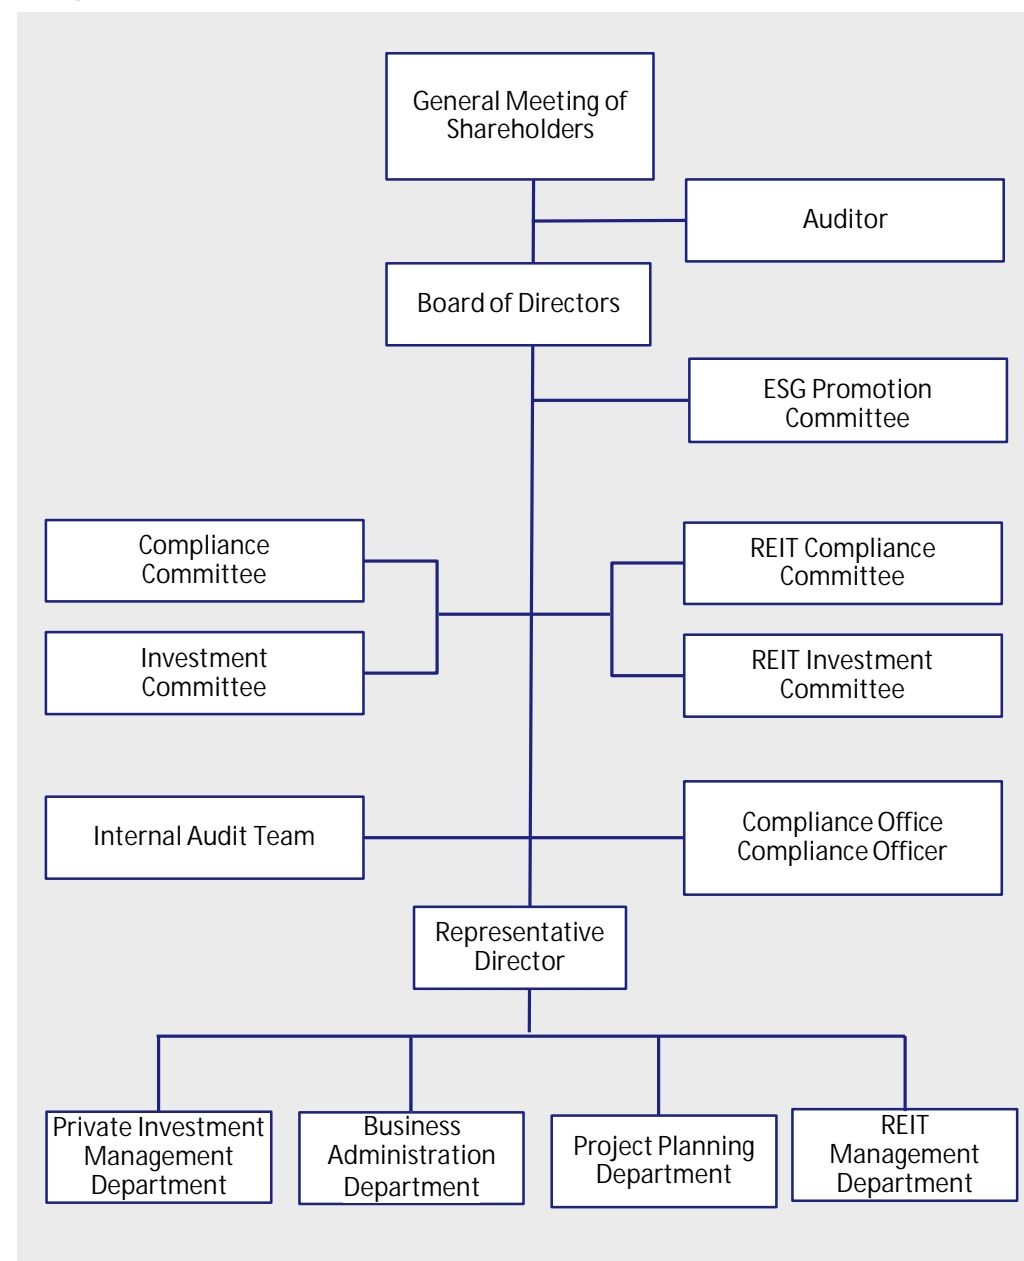 General Meeting of
Shareholders
Auditor
Board of Directors
ESG Promotion
Committee
Compliance
Committee
REIT Compliance
Committee
Investment
Committee
REIT Investment
Committee
Internal Audit Team
Compliance Office
Compliance Officer
Representative
Director
Private Investment
Management
Department
Business
Administration
Department
Project Planning
Department
REIT
Management
Department